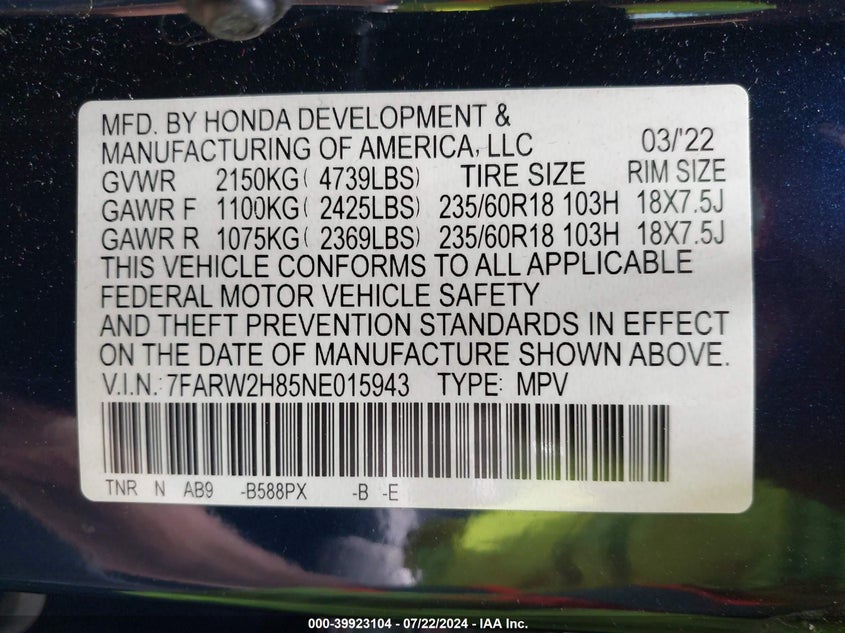 MFD. BY HONDA DEVELOPMENT &
MANUFACTURING OF AMERICA, LLC 03/'22
GVWR 2150KG( 4739LBS) TIRE SIZE RIM SIZE
GAWR F 1100KG( 2425LBS) 235/60R18 103H 18X7.5J
GAWR R 1075KG( 2369LBS) 235/60R18 103H 18X7.5J
THIS VEHICLE CONFORMS TO ALL APPLICABLE
FEDERAL MOTOR VEHICLE SAFETY
AND THEFT PREVENTION STANDARDS IN EFFECT
ON THE DATE OF MANUFACTURE SHOWN ABOVE.
V.I.N.: 7FARW2H85NE015943 TYPE: MPV
TNR N AB9 -B588PX -B -E
000-39923104 - 07/22/2024 - IAA Inc.